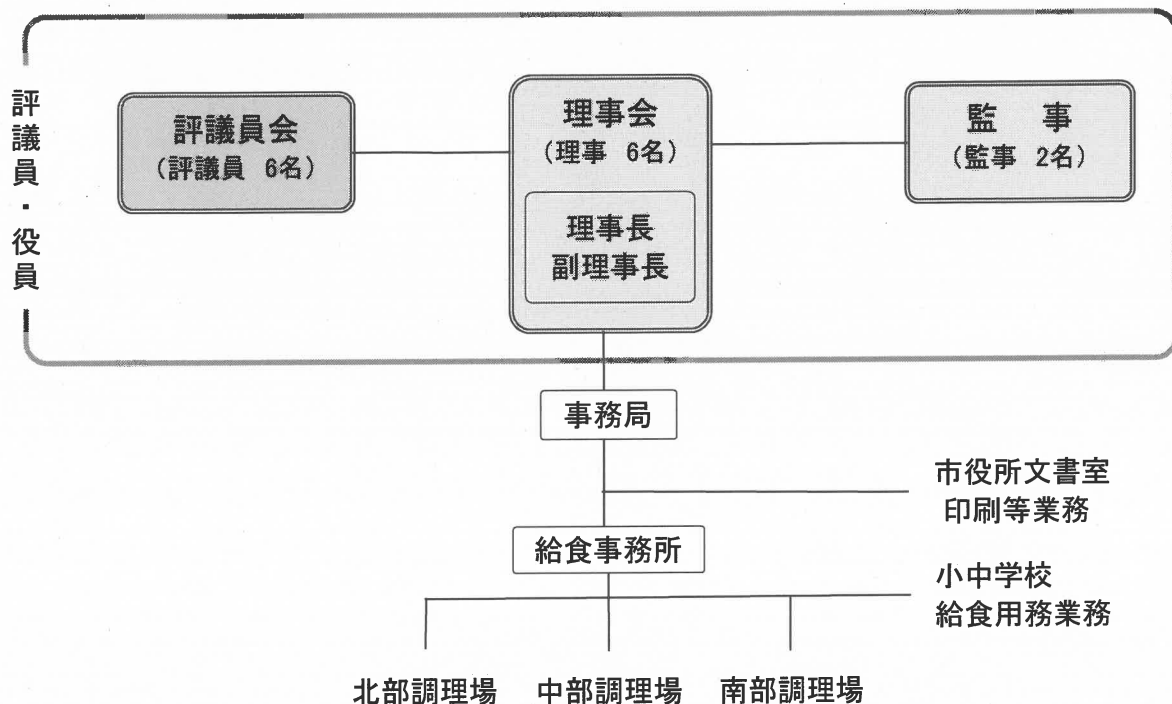 評議員・役員
評議員会
(評議員 6名)
理事会
(理事 6名)
理事長
副理事長
監 事
(監事 2名)
事務局
市役所文書室
印刷等業務
給食事務所
小中学校
給食用務業務
北部調理場 中部調理場 南部調理場